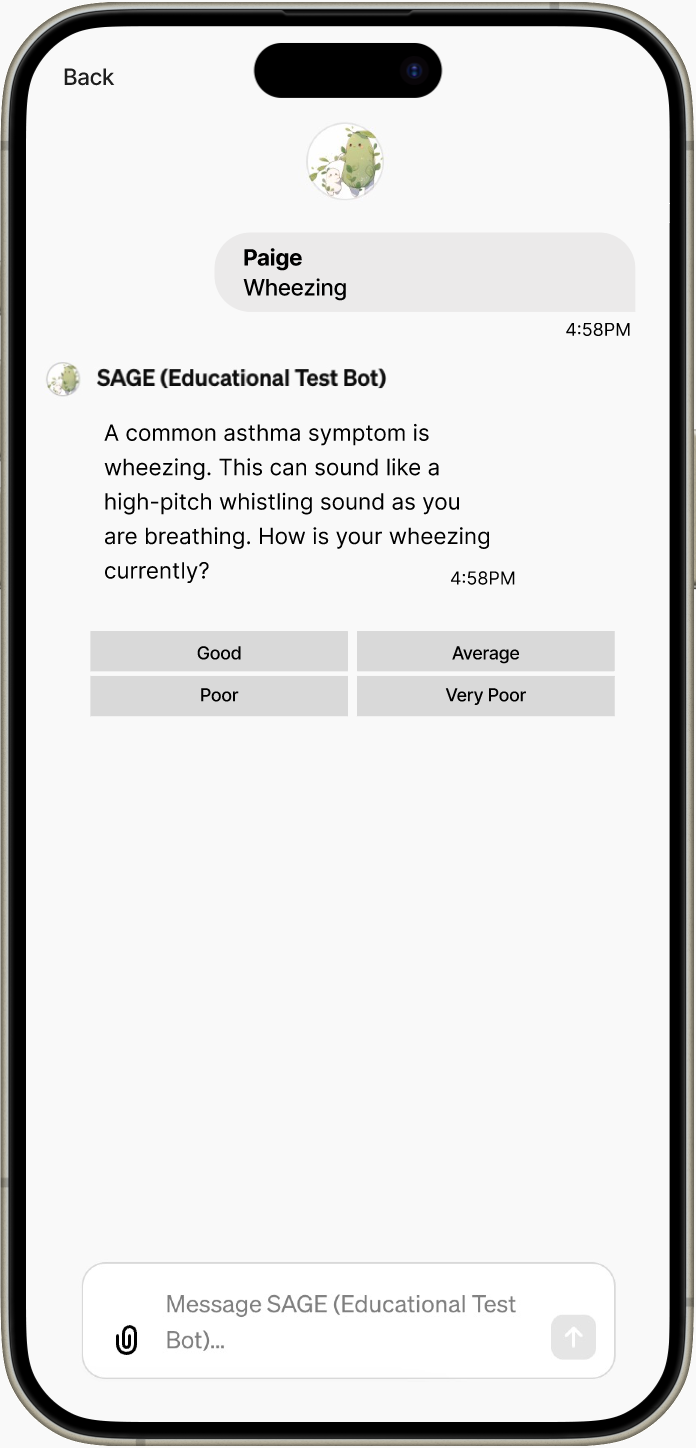 Back
Paige
Wheezing
4:58PM
SAGE (Educational Test Bot)
A common asthma symptom is
wheezing. This can sound like a
high-pitch whistling sound as you
are breathing. How is your wheezing
currently?
4:58PM
Good
Average
Poor
Very Poor
Message SAGE (Educational Test
Bot)...